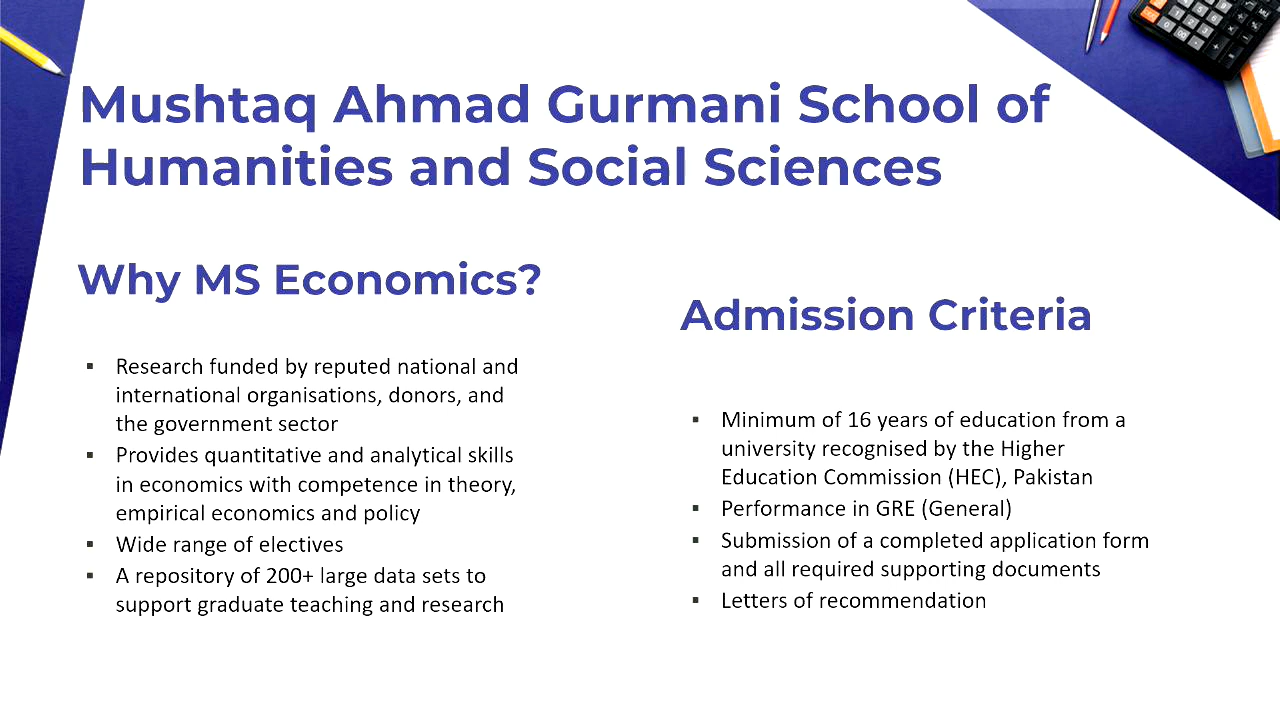 Mushtaq Ahmad Gurmani School of
Humanities and Social Sciences
Why MS Economics?
▪ Research funded by reputed national and
international organisations, donors, and
the government sector
▪ Provides quantitative and analytical skills
in economics with competence in theory,
empirical economics and policy
▪ Wide range of electives
▪ A repository of 200+ large data sets to
support graduate teaching and research
Admission Criteria
▪ Minimum of 16 years of education from a
university recognised by the Higher
Education Commission (HEC), Pakistan
▪ Performance in GRE (General)
▪ Submission of a completed application form
and all required supporting documents
▪ Letters of recommendation